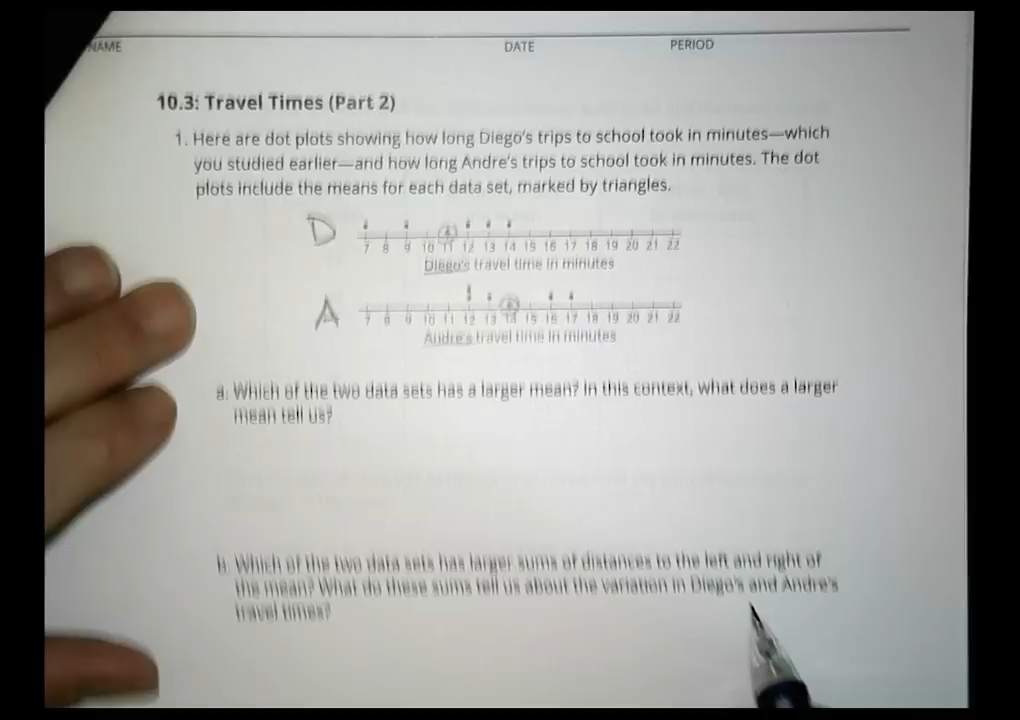 NAME DATE PERIOD
10.3: Travel Times (Part 2)
1. Here are dot plots showing how long Diego's trips to school took in minutes—which
you studied earlier—and how long Andre's trips to school took in minutes. The dot
plots include the means for each data set, marked by triangles.
D
7 8 9 10 11 12 13 14 15 16 17 18 19 20 21 22
Diego's travel time in minutes
A
7 8 9 10 11 12 13 14 15 16 17 18 19 20 21 22
Andre's travel time in minutes
a. Which of the two data sets has a larger mean? In this context, what does a larger
mean tell us?
b. Which of the two data sets has larger sums of distances to the left and right of
the mean? What do these sums tell us about the variation in Diego's and Andre's
travel times?